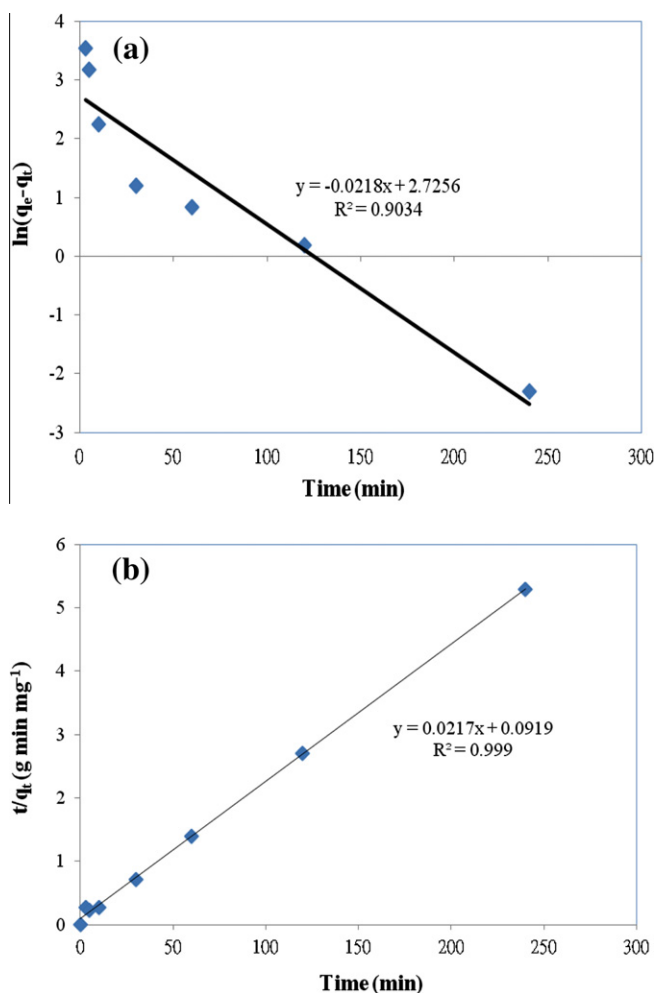 (a)
4
3
2
1
0
-1
-2
-3
ln(qₑ-qₜ)
y = -0.0218x + 2.7256
R² = 0.9034
0 50 100 150 200 250 300
Time (min)
(b)
6
5
4
3
2
1
0
t/qₜ (g min mg⁻¹)
y = 0.0217x + 0.0919
R² = 0.999
0 50 100 150 200 250 300
Time (min)